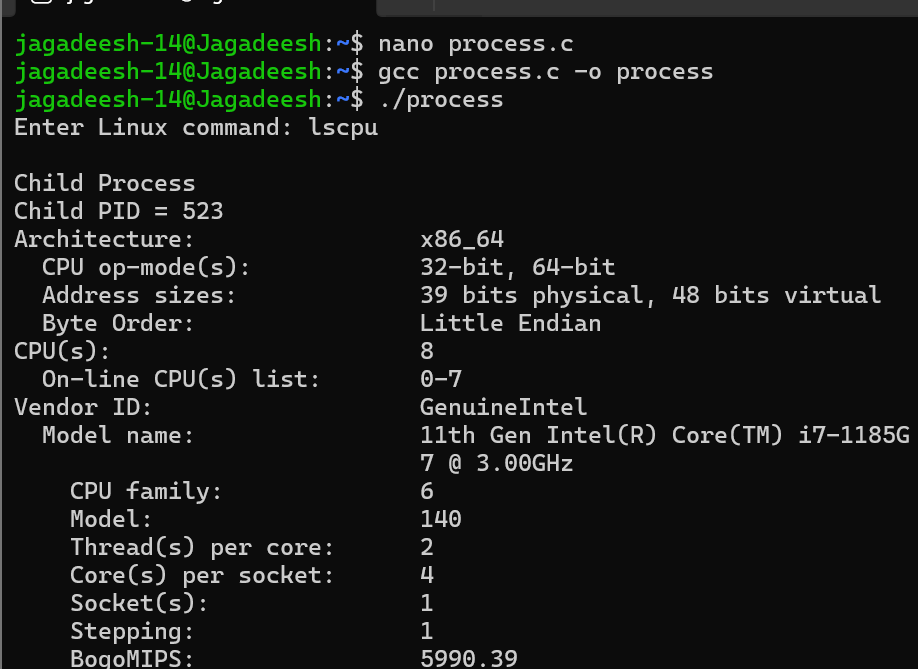 jagadeesh-14@Jagadeesh:~$ nano process.c
jagadeesh-14@Jagadeesh:~$ gcc process.c -o process
jagadeesh-14@Jagadeesh:~$ ./process
Enter Linux command: lscpu
Child Process
Child PID = 523
Architecture: x86_64
CPU op-mode(s): 32-bit, 64-bit
Address sizes: 39 bits physical, 48 bits virtual
Byte Order: Little Endian
CPU(s): 8
On-line CPU(s) list: 0-7
Vendor ID: GenuineIntel
Model name: 11th Gen Intel(R) Core(TM) i7-1185G
7 @ 3.00GHz
CPU family: 6
Model: 140
Thread(s) per core: 2
Core(s) per socket: 4
Socket(s): 1
Stepping: 1
BogoMIPS: 5990.39